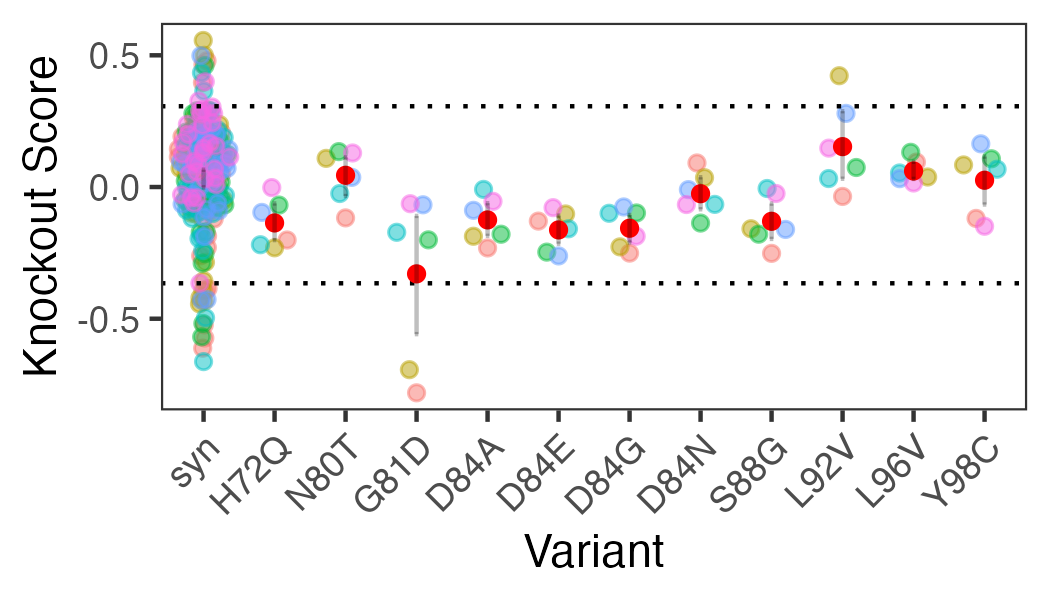 Knockout Score
0.5
0.0
-0.5
syn
H72Q
N80T
G81D
D84A
D84E
D84G
D84N
S88G
L92V
L96V
Y98C
Variant